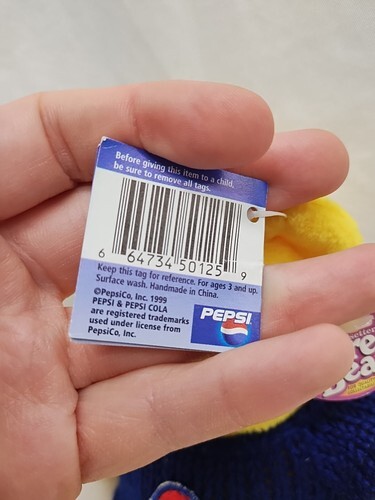 Before giving this item to a child,
be sure to remove all tags.
6 64734 50125 9
Keep this tag for reference. For ages 3 and up.
Surface wash. Handmade in China.
©PepsiCo, Inc. 1999
PEPSI & PEPSI COLA
are registered trademarks
used under license from
PepsiCo, Inc.
PEPSI